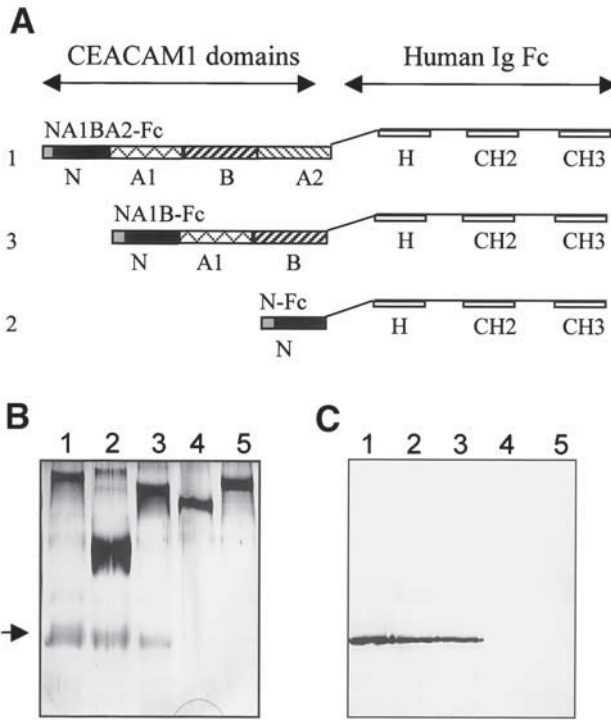 A
CEACAM1 domains Human Ig Fc
NA1BA2-Fc
1
N A1 B A2 H CH2 CH3
NA1B-Fc
3
N A1 B H CH2 CH3
N-Fc
2
N H CH2 CH3
B 1 2 3 4 5
C 1 2 3 4 5